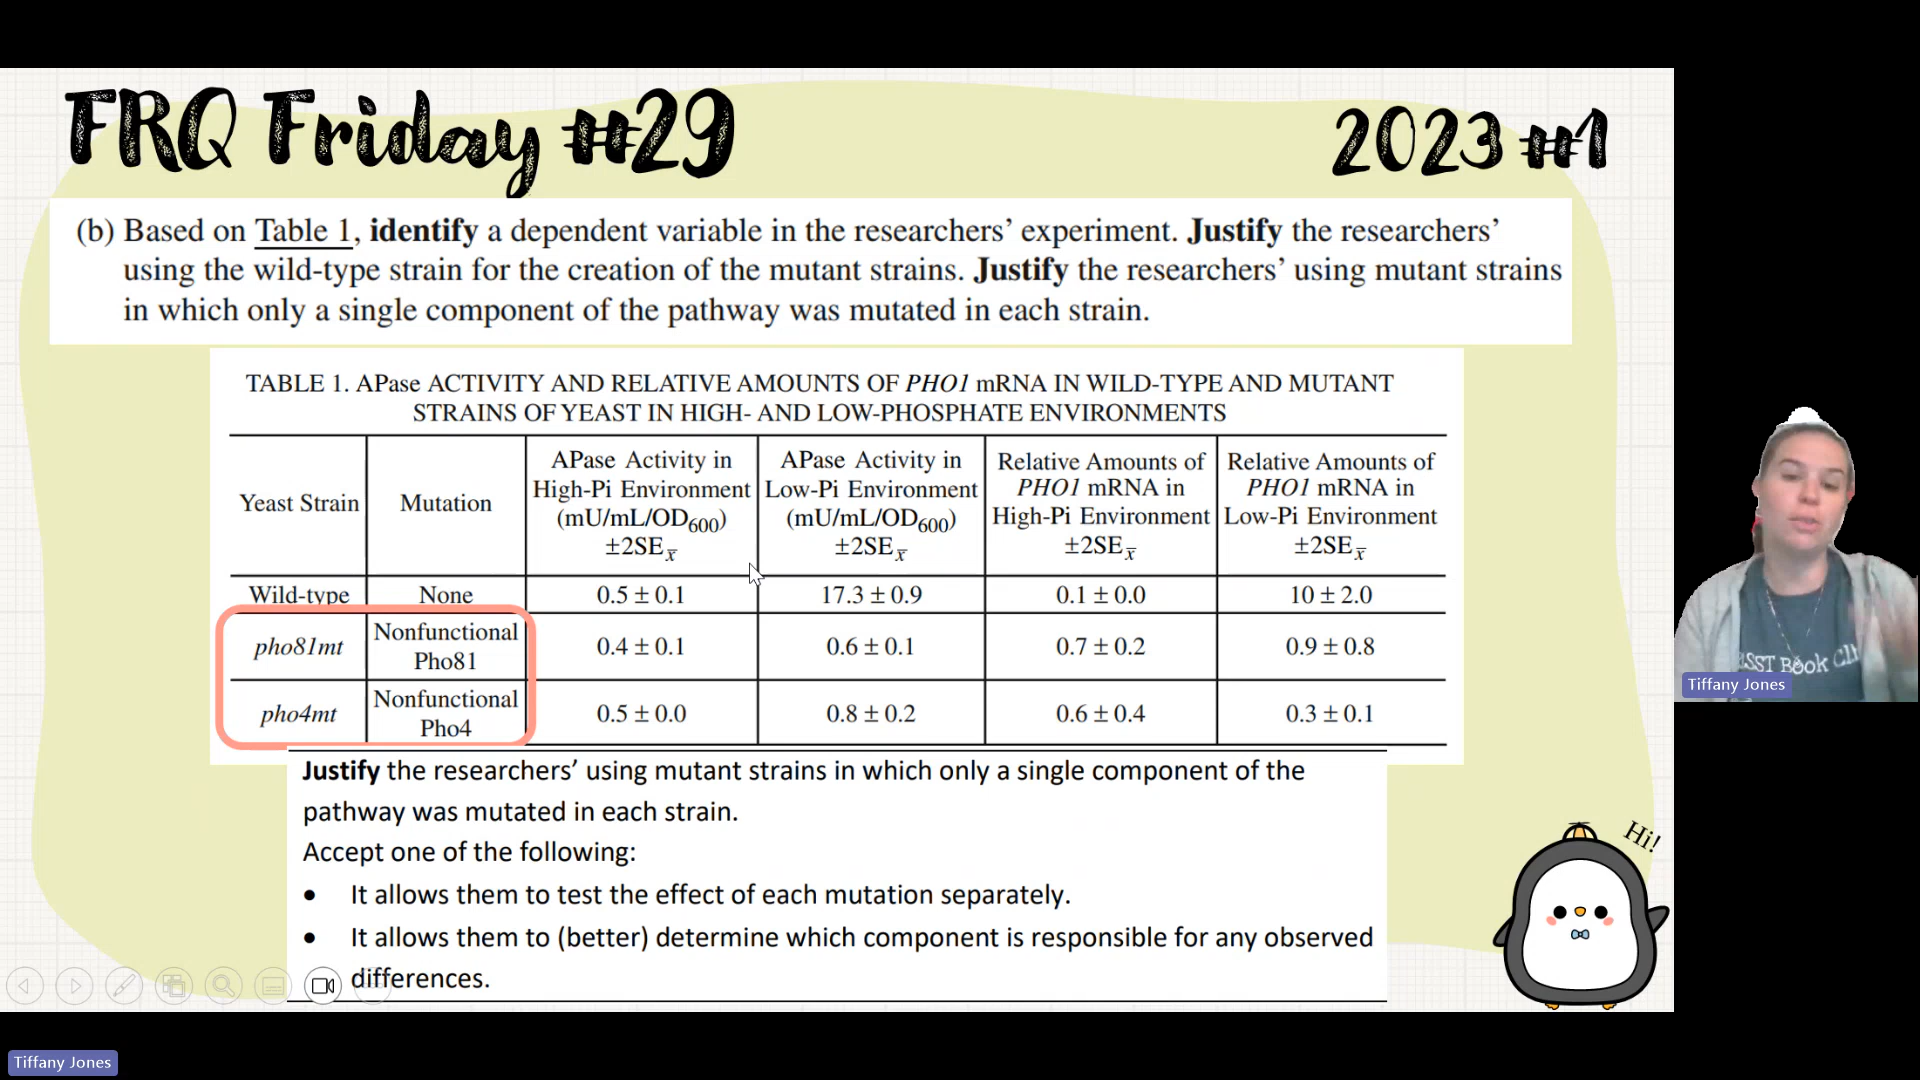 FRQ Friday #29
2023 #1
(b) Based on Table 1, identify a dependent variable in the researchers’ experiment. Justify the researchers’
using the wild-type strain for the creation of the mutant strains. Justify the researchers’ using mutant strains
in which only a single component of the pathway was mutated in each strain.
TABLE 1. APase ACTIVITY AND RELATIVE AMOUNTS OF PHO1 mRNA IN WILD-TYPE AND MUTANT
STRAINS OF YEAST IN HIGH- AND LOW-PHOSPHATE ENVIRONMENTS
Yeast Strain
Mutation
APase Activity in
High-Pi Environment
(mU/mL/OD600)
±2SEx̄
APase Activity in
Low-Pi Environment
(mU/mL/OD600)
±2SEx̄
Relative Amounts of
PHO1 mRNA in
High-Pi Environment
±2SEx̄
Relative Amounts of
PHO1 mRNA in
Low-Pi Environment
±2SEx̄
Wild-type None 0.5 ± 0.1 17.3 ± 0.9 0.1 ± 0.0 10 ± 2.0
pho81mt
Nonfunctional
Pho81
0.4 ± 0.1 0.6 ± 0.1 0.7 ± 0.2 0.9 ± 0.8
pho4mt
Nonfunctional
Pho4
0.5 ± 0.0 0.8 ± 0.2 0.6 ± 0.4 0.3 ± 0.1
Justify the researchers’ using mutant strains in which only a single component of the
pathway was mutated in each strain.
Accept one of the following:
• It allows them to test the effect of each mutation separately.
• It allows them to (better) determine which component is responsible for any observed
differences.
Hi!
Book
Tiffany Jones
Tiffany Jones